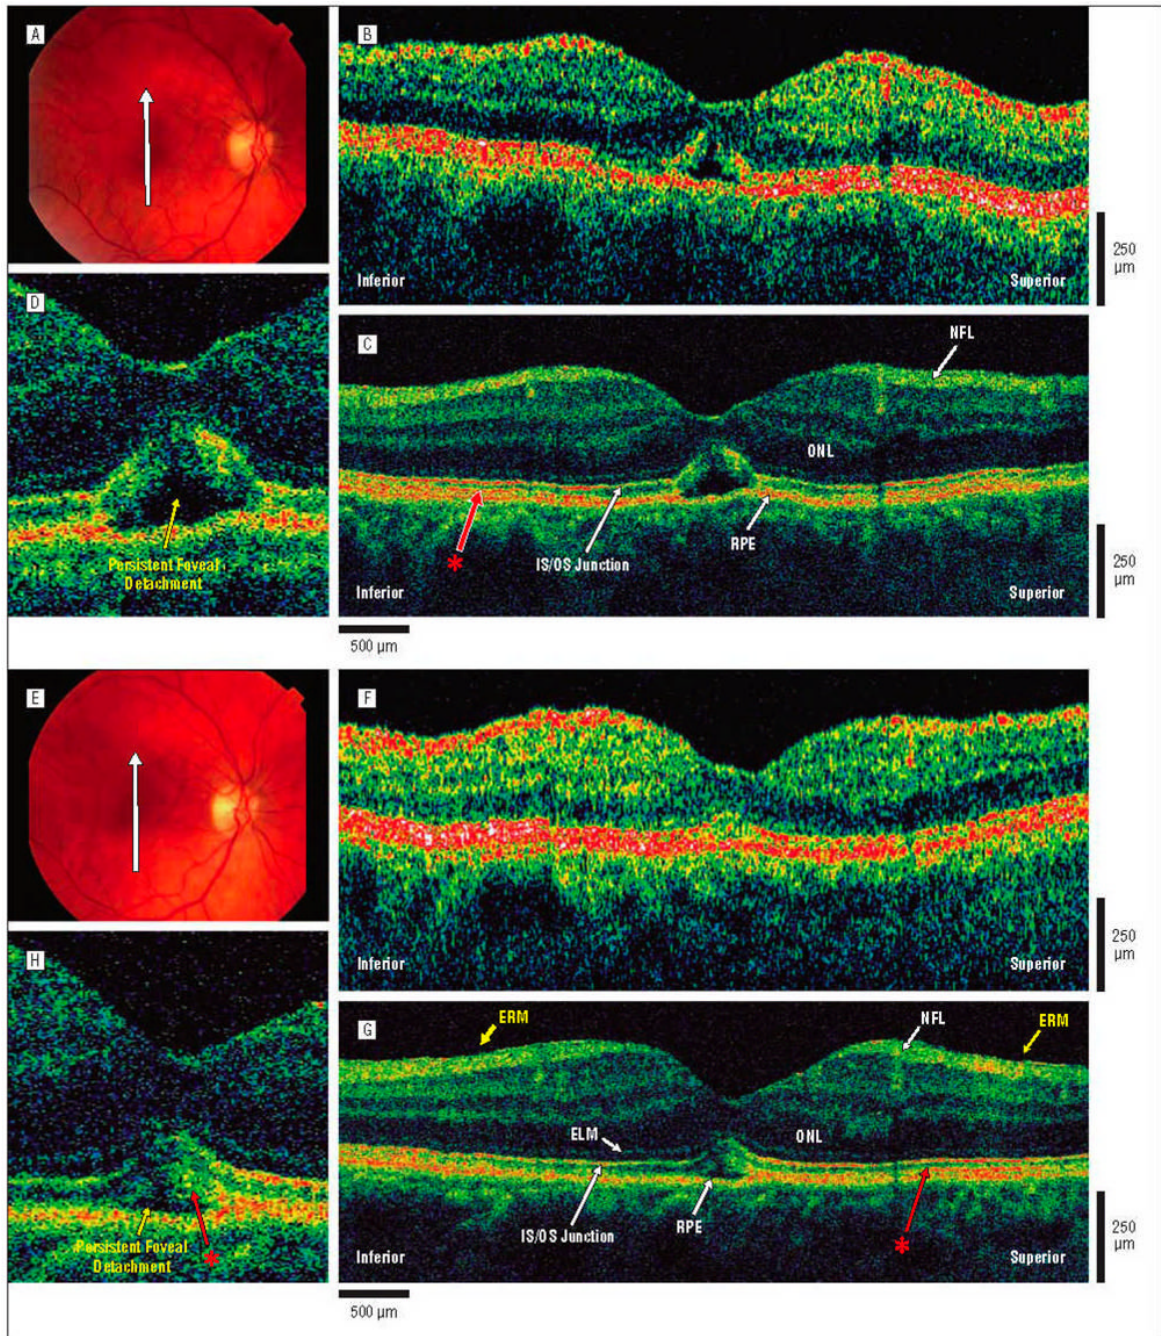 A
B
Inferior
Superior
250
µm
D
Persistent Foveal
Detachment
C
NFL
ONL
*
IS/OS Junction
RPE
Inferior
Superior
250
µm
500 µm
E
F
Inferior
Superior
250
µm
H
Persistent Foveal
Detachment
*
G
ERM
NFL
ERM
ELM
ONL
IS/OS Junction
RPE
*
Inferior
Superior
250
µm
500 µm